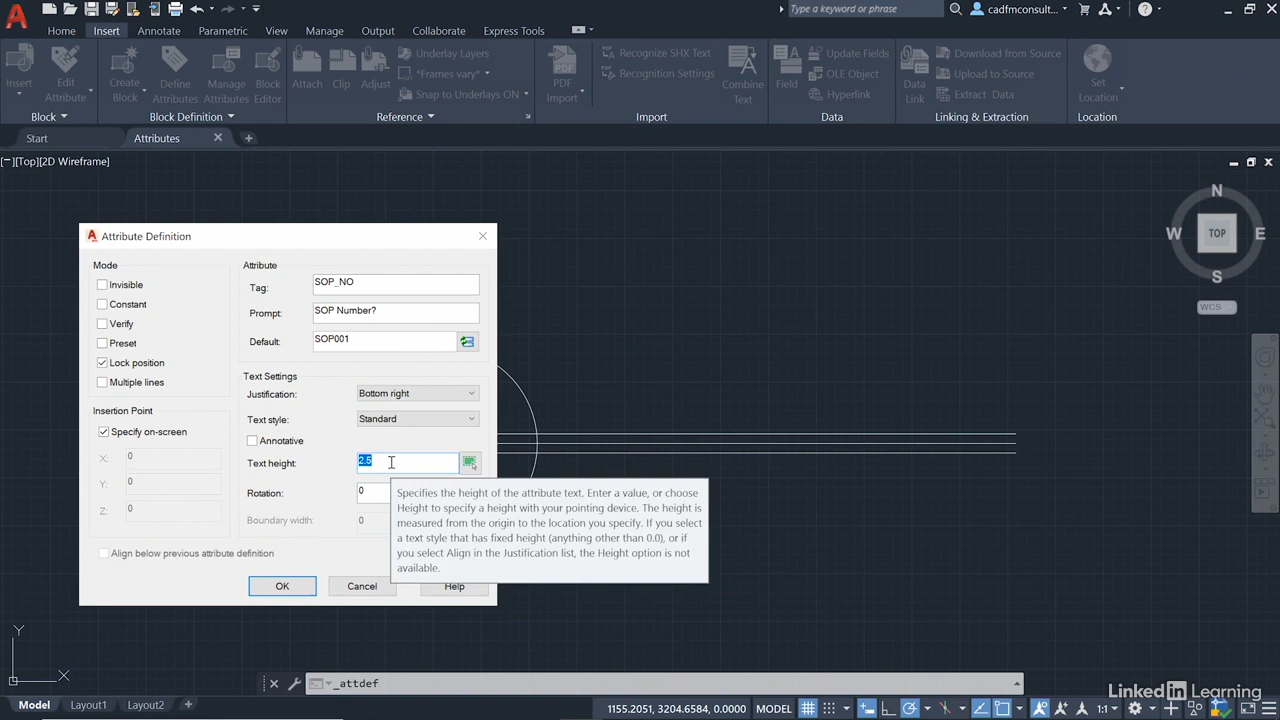 Type a keyword or phrase
cadfmconsult...
Home
Insert
Annotate
Parametric
View
Manage
Output
Collaborate
Express Tools
Insert
Edit
Attribute
Create
Block
Define
Attributes
Manage
Attributes
Block
Editor
Attach
Clip
Adjust
Underlay Layers
*Frames vary*
Snap to Underlays ON
PDF
Import
Recognize SHX Text
Recognition Settings
Combine
Text
Field
Update Fields
OLE Object
Hyperlink
Data
Link
Download from Source
Upload to Source
Extract Data
Set
Location
Block
Block Definition
Reference
Import
Data
Linking & Extraction
Location
Start
Attributes
[−][Top][2D Wireframe]
N
W
TOP
E
S
WCS
Attribute Definition
Mode
Invisible
Constant
Verify
Preset
Lock position
Multiple lines
Insertion Point
Specify on-screen
X: 0
Y: 0
Z: 0
Align below previous attribute definition
Attribute
Tag: SOP_NO
Prompt: SOP Number?
Default: SOP001
Text Settings
Justification: Bottom right
Text style: Standard
Annotative
Text height: 2.5
Rotation: 0
Boundary width: 0
OK
Cancel
Help
Specifies the height of the attribute text. Enter a value, or choose
Height to specify a height with your pointing device. The height is
measured from the origin to the location you specify. If you select
a text style that has fixed height (anything other than 0.0), or if
you select Align in the Justification list, the Height option is not
available.
Y
X
_attdef
LinkedIn Learning
Model
Layout1
Layout2
1155.2051, 3204.6584, 0.0000
MODEL
1:1